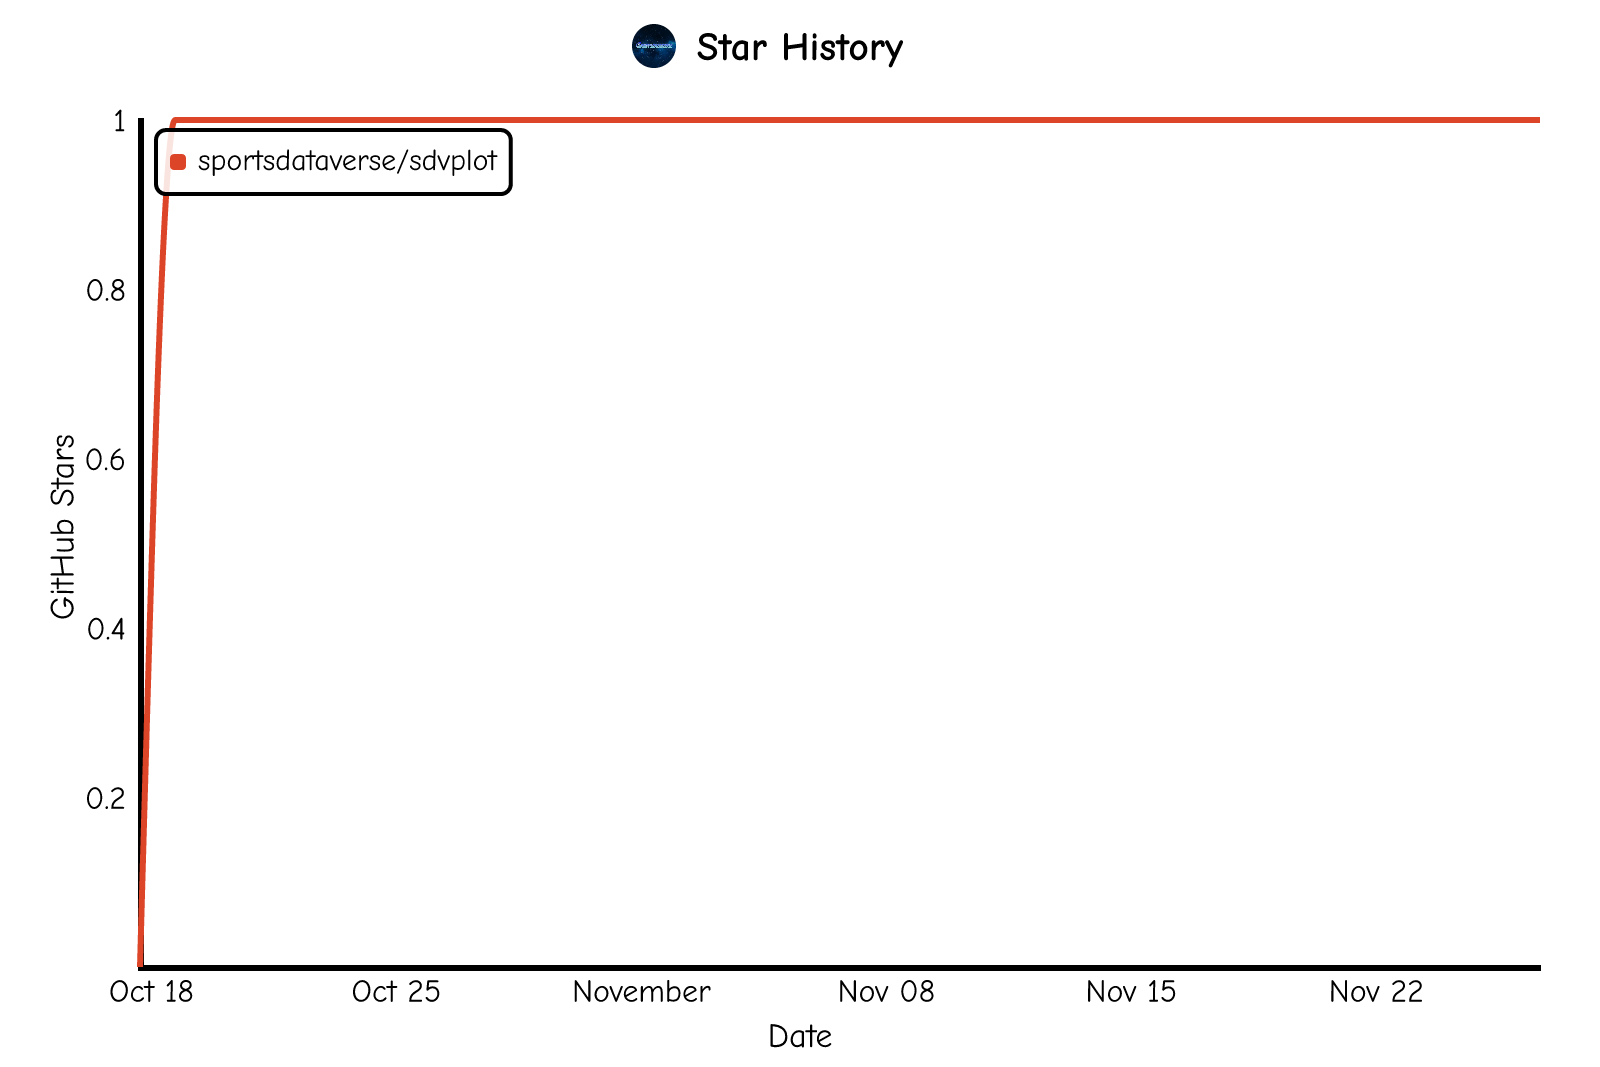 Star History
sportsdataverse/sdvplot
1
0.8
0.6
0.4
0.2
GitHub Stars
Oct 18
Oct 25
November
Nov 08
Nov 15
Nov 22
Date